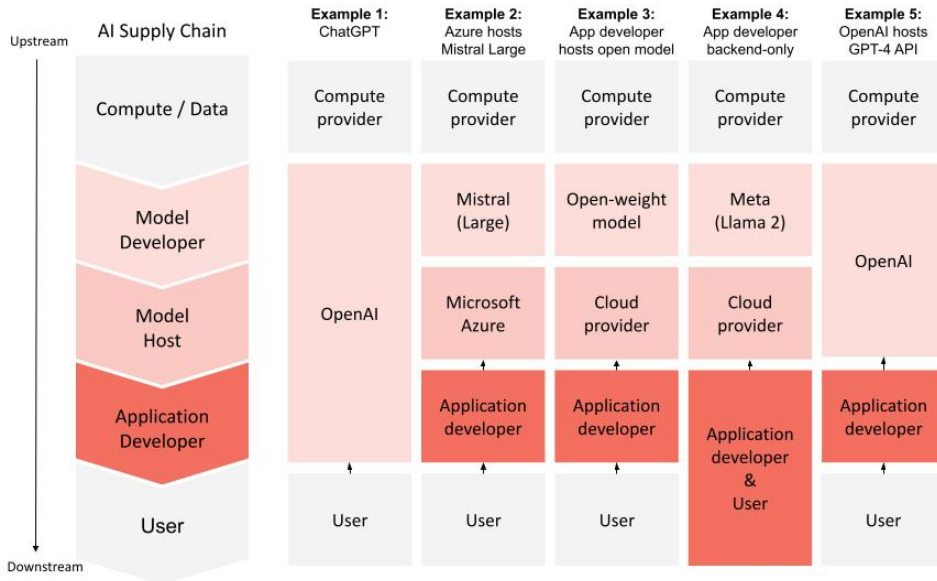 Upstream
AI Supply Chain
Compute / Data
Model
Developer
Model
Host
Application
Developer
User
Downstream
Example 1:
ChatGPT
Compute
provider
OpenAI
User
Example 2:
Azure hosts
Mistral Large
Compute
provider
Mistral
(Large)
Microsoft
Azure
Application
developer
User
Example 3:
App developer
hosts open model
Compute
provider
Open-weight
model
Cloud
provider
Application
developer
User
Example 4:
App developer
backend-only
Compute
provider
Meta
(Llama 2)
Cloud
provider
Application
developer
&
User
Example 5:
OpenAI hosts
GPT-4 API
Compute
provider
OpenAI
Application
developer
User